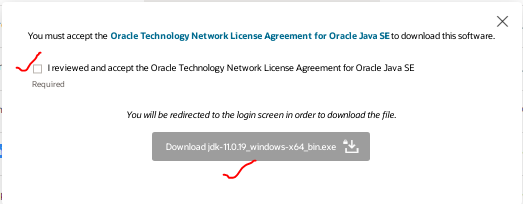 You must accept the Oracle Technology Network License Agreement for Oracle Java SE to download this software.
I reviewed and accept the Oracle Technology Network License Agreement for Oracle Java SE
Required
You will be redirected to the login screen in order to download the file.
Download jdk-11.0.19_windows-x64_bin.exe